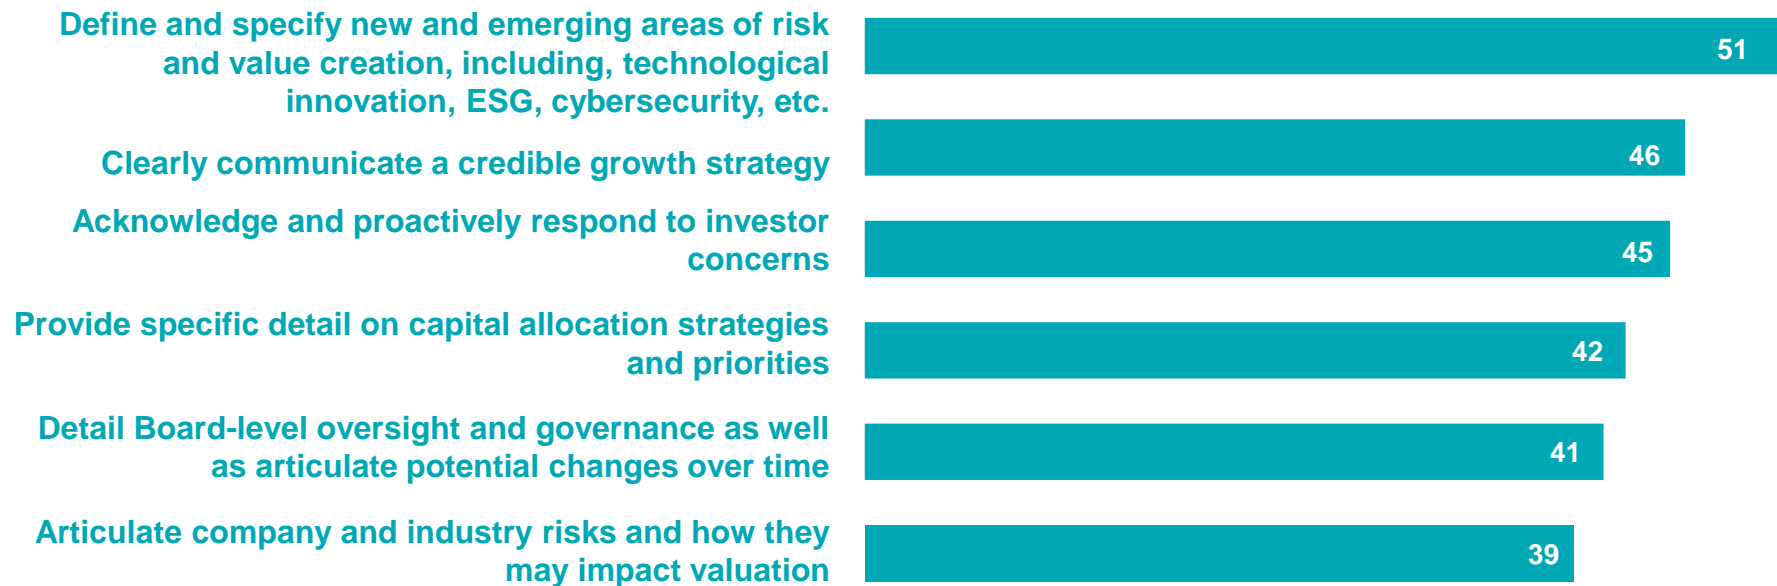 Define and specify new and emerging areas of risk
and value creation, including, technological
innovation, ESG, cybersecurity, etc.
51
Clearly communicate a credible growth strategy
46
Acknowledge and proactively respond to investor
concerns
45
Provide specific detail on capital allocation strategies
and priorities
42
Detail Board-level oversight and governance as well
as articulate potential changes over time
41
Articulate company and industry risks and how they
may impact valuation
39